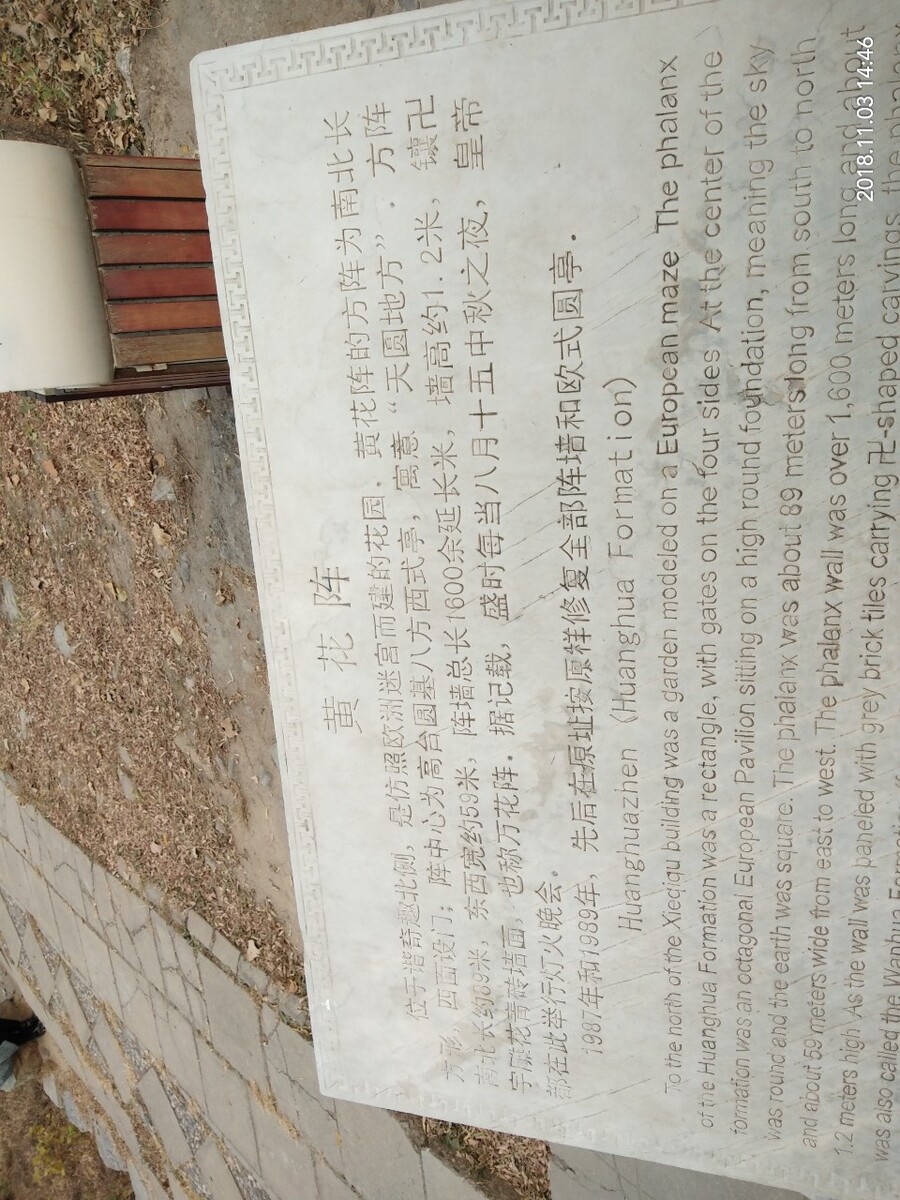 黄花阵
位于谐奇趣北侧，是仿照欧洲迷宫而建的花园．黄花阵的方阵为南北长
方形，四面设门；阵中心为高台圆基八方西式亭，寓意“天圆地方”．方阵
南北长约89米，东西宽约59米，阵墙总长1600余延长米，墙高约1.2米，镶卍
字雕花青砖墙面，也称万花阵．据记载，盛时每当八月十五中秋之夜，皇帝
都在此举行灯火晚会．
1987年和1989年，先后在原址按原样修复全部阵墙和欧式圆亭．
Huanghuazhen (Huanghua Formation)
To the north of the Xieqiqu building was a garden modeled on a European maze The phalanx
of the Huanghua Formation was a rectangle, with gates on the four sides At the center of the
formation was an octagonal European Pavilion sitting on a high round foundation, meaning the sky
was round and the earth was square. The phalanx was about 89 meters long from south to north
and about 59 meters wide from east to west. The phalanx wall was over 1,600 meters long and about
1.2 meters high As the wall was paneled with grey brick tiles carrying 卍-shaped carvings, the phalanx
was also called the Wanhua Formation
2018.11.03 14:46